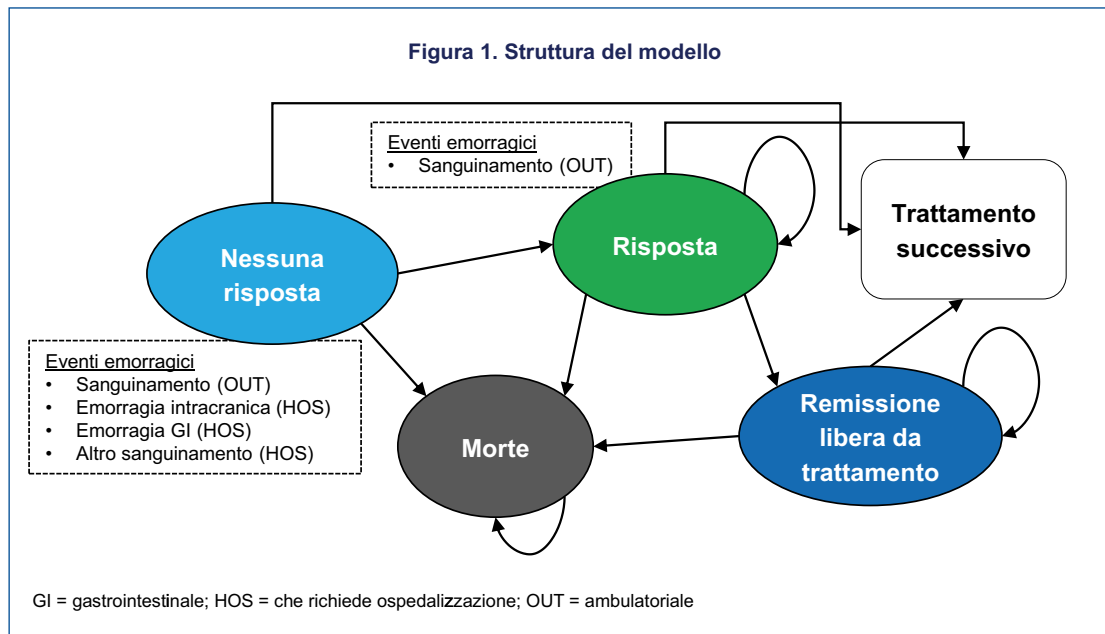 Figura 1. Struttura del modello
Eventi emorragici
• Sanguinamento (OUT)
Nessuna
risposta
Risposta
Trattamento
successivo
Eventi emorragici
• Sanguinamento (OUT)
• Emorragia intracranica (HOS)
• Emorragia GI (HOS)
• Altro sanguinamento (HOS)
Morte
Remissione
libera da
trattamento
GI = gastrointestinale; HOS = che richiede ospedalizzazione; OUT = ambulatoriale